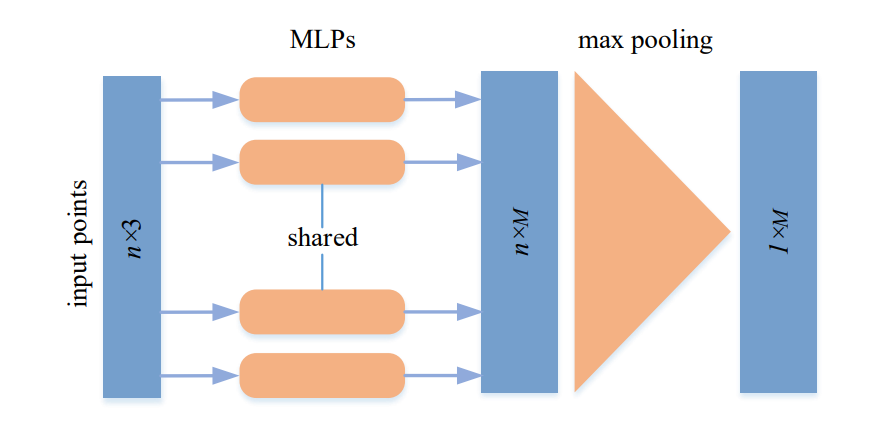 MLPs
max pooling
input points
n×3
shared
n×M
1×M